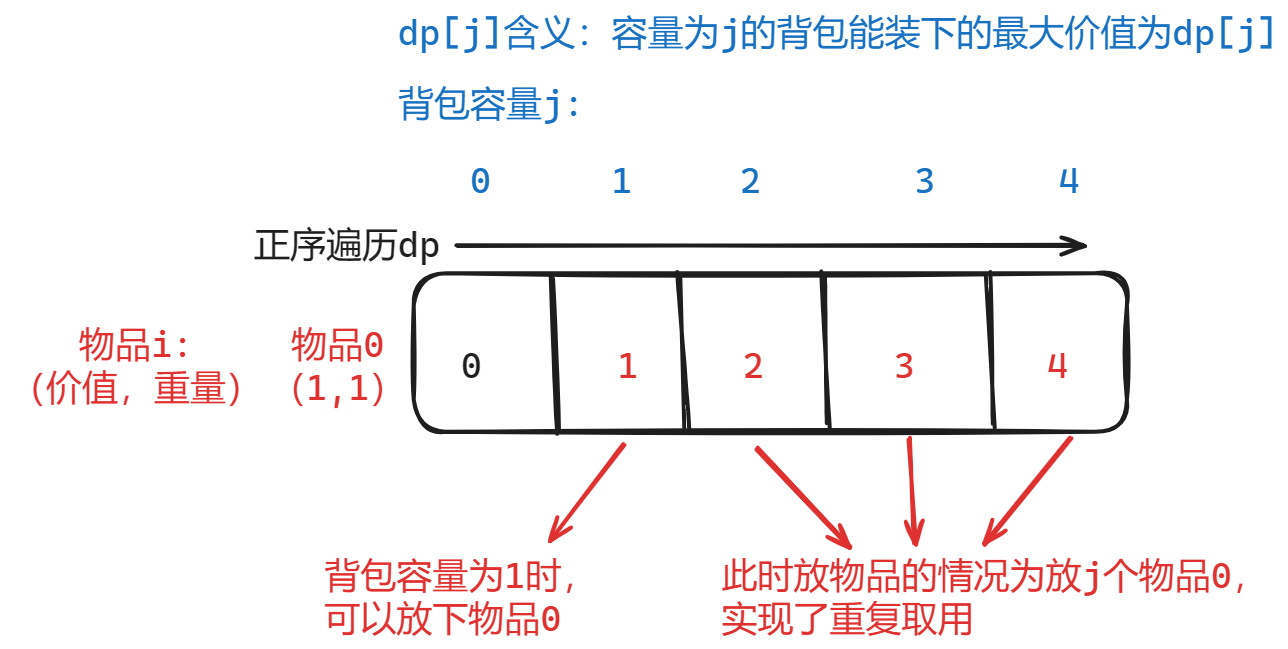 dp[j]含义：容量为j的背包能装下的最大价值为dp[j]
背包容量j:
0 1 2 3 4
正序遍历dp
物品i:
(价值，重量)
物品0
(1,1)
0 1 2 3 4
背包容量为1时，
可以放下物品0
此时放物品的情况为放j个物品0，
实现了重复取用